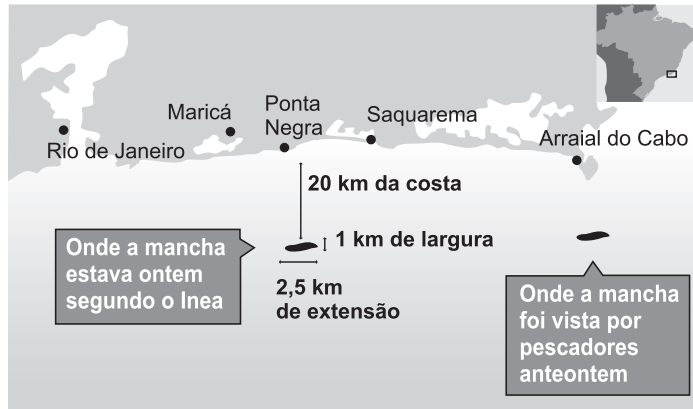 Maricá
Ponta
Negra
Saquarema
Rio de Janeiro
Arraial do Cabo
20 km da costa
Onde a mancha
estava ontem
segundo o Inea
1 km de largura
2,5 km
de extensão
Onde a mancha
foi vista por
pescadores
anteontem